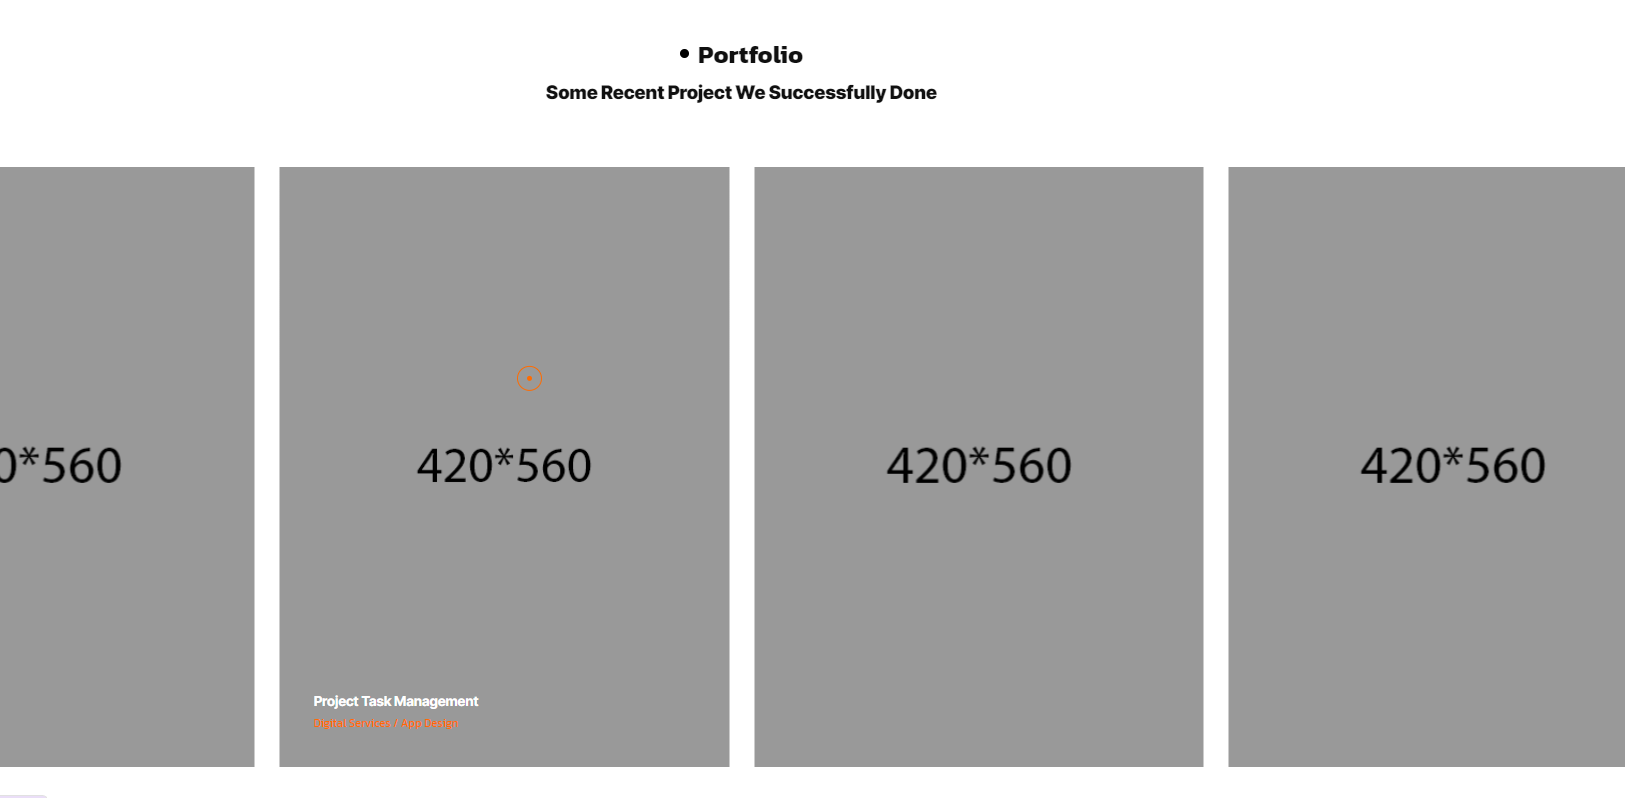 Portfolio
Some Recent Project We Successfully Done
0*560
420*560
420*560
420*560
Project Task Management
Digital Services / App Design